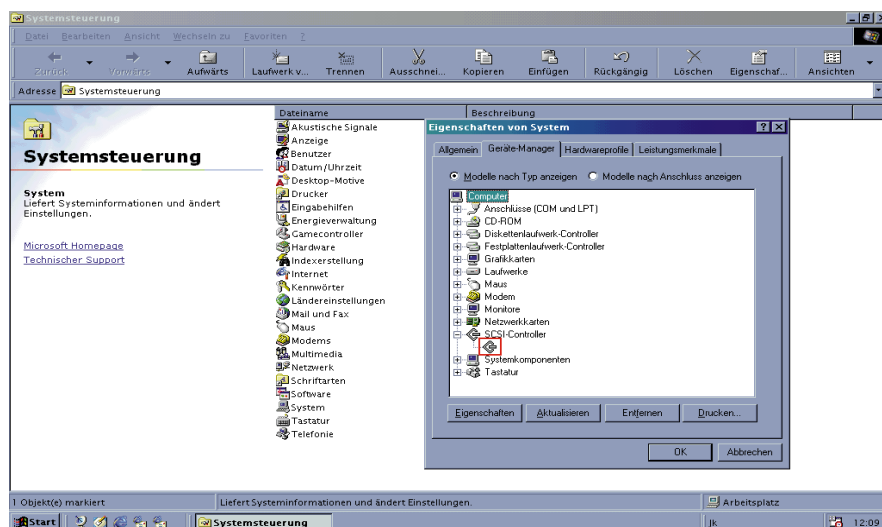 Systemsteuerung
Datei Bearbeiten Ansicht Wechseln zu Favoriten ?
Zurück Vorwärts Aufwärts Laufwerk v... Trennen Ausschnei... Kopieren Einfügen Rückgängig Löschen Eigenschaf... Ansichten
Adresse Systemsteuerung
Systemsteuerung
System
Liefert Systeminformationen und ändert
Einstellungen.
Microsoft Homepage
Technischer Support
Dateiname Beschreibung
Akustische Signale
Anzeige
Benutzer
Datum/Uhrzeit
Desktop-Motive
Drucker
Eingabehilfen
Energieverwaltung
Gamecontroller
Hardware
Indexerstellung
Internet
Kennwörter
Ländereinstellungen
Mail und Fax
Maus
Modems
Multimedia
Netzwerk
Schriftarten
Software
System
Tastatur
Telefonie
Eigenschaften von System
Allgemein Geräte-Manager Hardwareprofile Leistungsmerkmale
Modelle nach Typ anzeigen Modelle nach Anschluss anzeigen
Computer
Anschlüsse (COM und LPT)
CD-ROM
Diskettenlaufwerk-Controller
Festplattenlaufwerk-Controller
Grafikkarten
Laufwerke
Maus
Modem
Monitore
Netzwerkkarten
SCSI-Controller
Systemkomponenten
Tastatur
Eigenschaften Aktualisieren Entfernen Drucken...
OK Abbrechen
1 Objekt(e) markiert Liefert Systeminformationen und ändert Einstellungen. Arbeitsplatz
Start Systemsteuerung jk 12:09